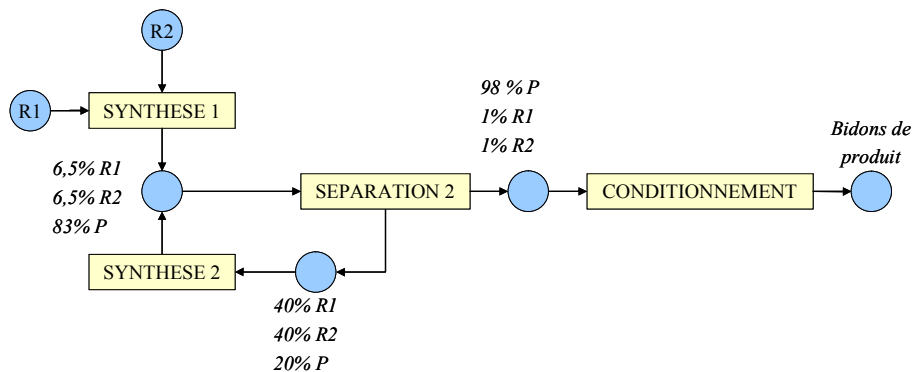 R2
R1
SYNTHESE 1
98 % P
1% R1
1% R2
Bidons de
produit
6,5% R1
6,5% R2
83% P
SEPARATION 2
CONDITIONNEMENT
SYNTHESE 2
40% R1
40% R2
20% P